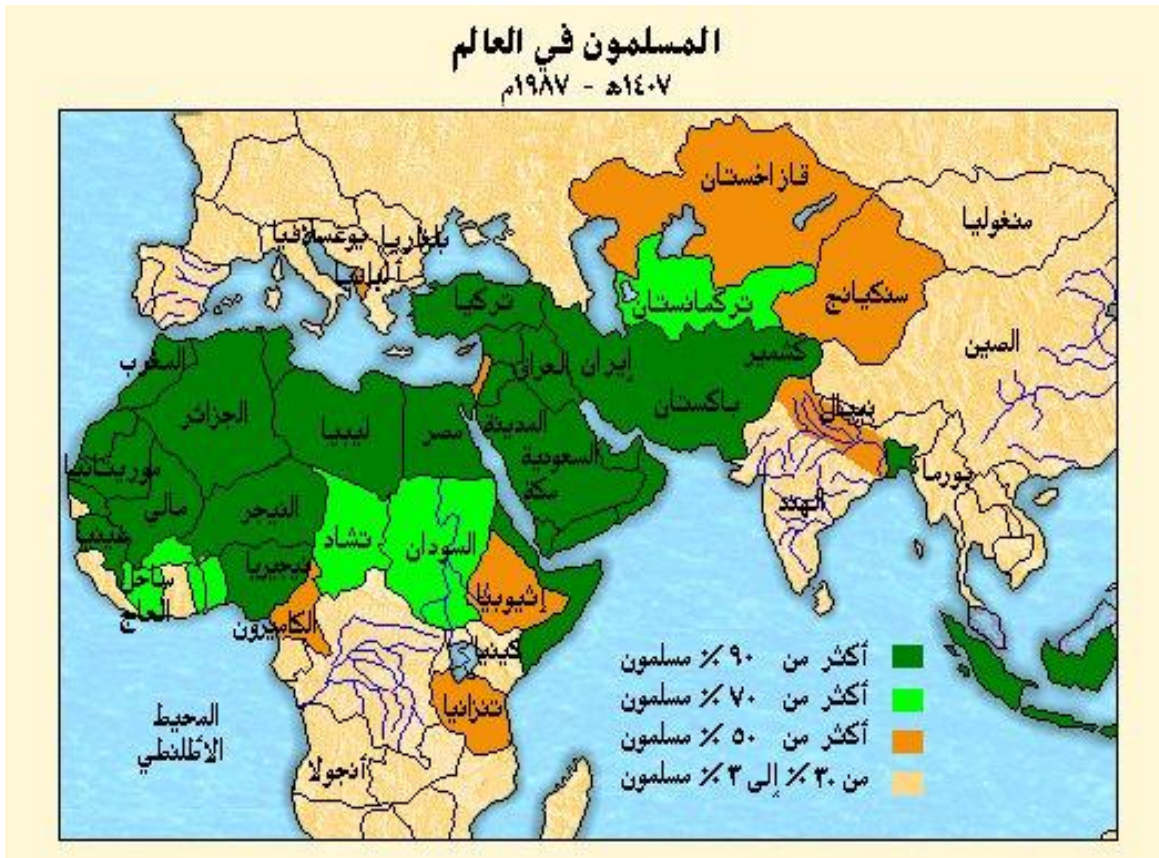 المسلمون في العالم
١٤٠٧هـ - ١٩٨٧م
قازاخستان
منغوليا
يوغسلافيا
بلغاريا
ألبانيا
تركيا
تركمانستان
سنكيانج
الصين
المغرب
العراق
إيران
كشمير
الجزائر
ليبيا
مصر
المدينة
باكستان
نيبال
السعودية
موريتانيا
مكة
بورما
مالي
النيجر
الهند
تشاد
السودان
غينيا
نيجيريا
ساحل
العاج
إثيوبيا
الكاميرون
كينيا
تنزانيا
المحيط
الأطلنطي
أنجولا
أكثر من ٩٠ ٪ مسلمون
أكثر من ٧٠ ٪ مسلمون
أكثر من ٥٠ ٪ مسلمون
من ٣٠ ٪ إلى ٣ ٪ مسلمون